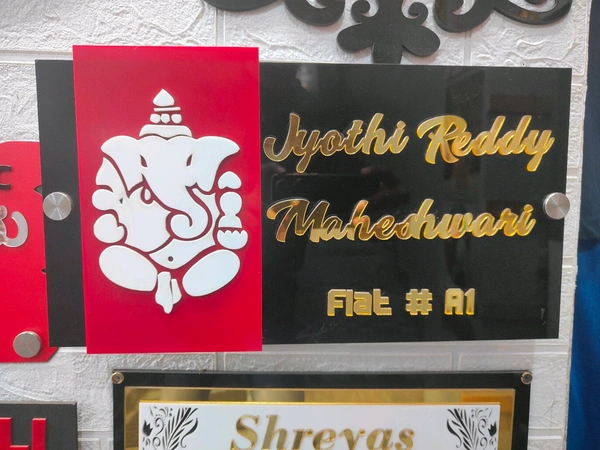 Jyothi Reddy
Maheshwari
Flat # A1
Shreyas
H